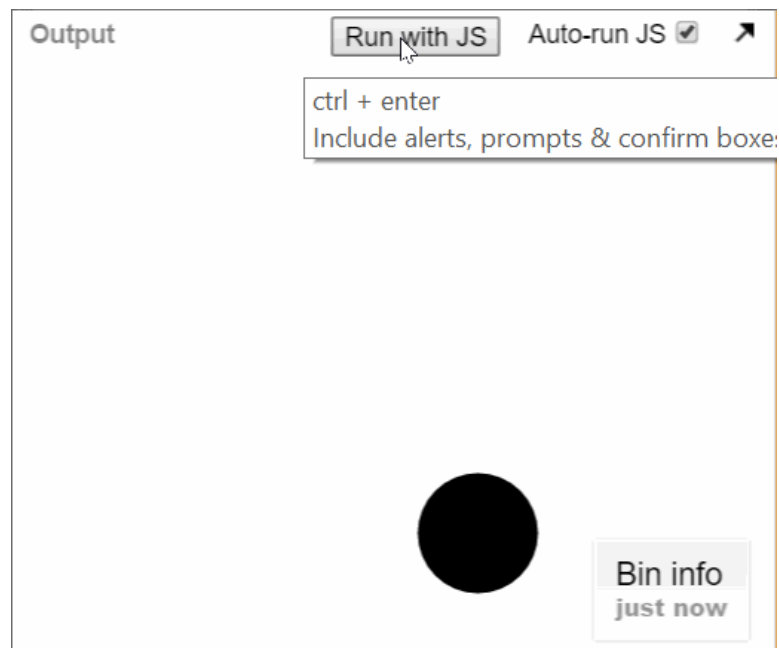 Output
Run with JS
Auto-run JS
ctrl + enter
Include alerts, prompts & confirm boxes
Bin info
just now